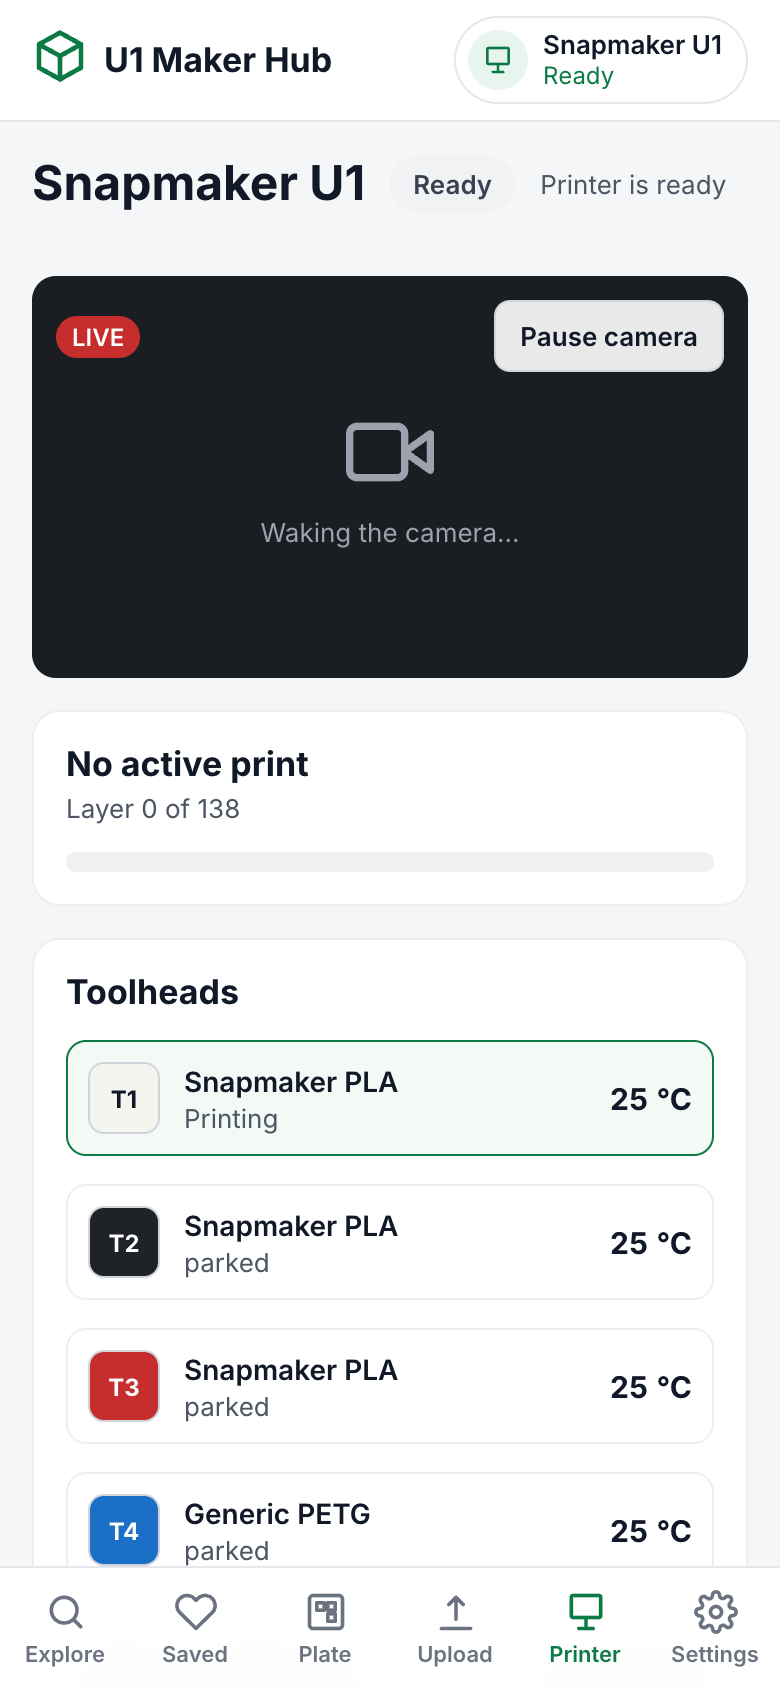 U1 Maker Hub
Snapmaker U1
Ready
Snapmaker U1
Ready
Printer is ready
LIVE
Pause camera
Waking the camera...
No active print
Layer 0 of 138
Toolheads
T1
Snapmaker PLA
Printing
25 °C
T2
Snapmaker PLA
parked
25 °C
T3
Snapmaker PLA
parked
25 °C
T4
Generic PETG
parked
25 °C
Explore
Saved
Plate
Upload
Printer
Settings